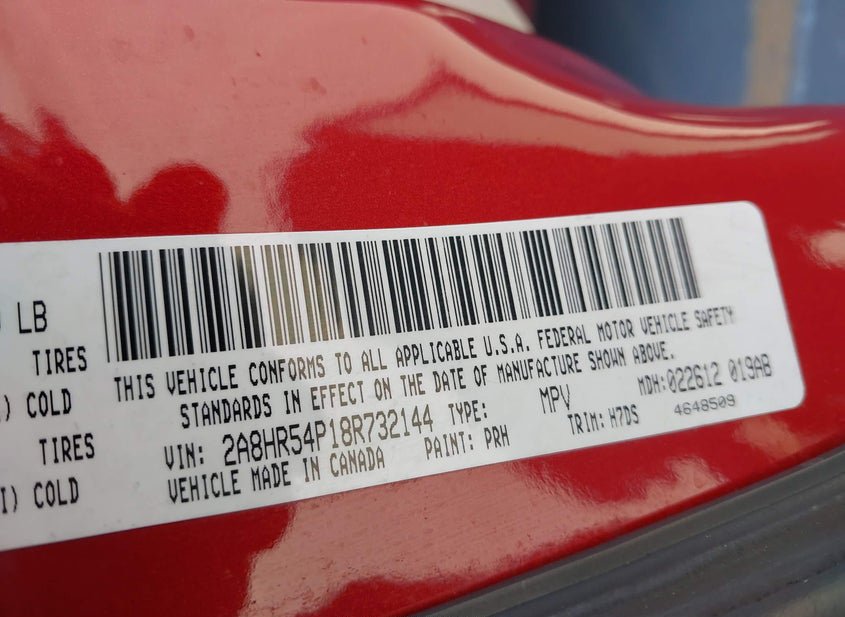 LB
TIRES
) COLD
TIRES
I) COLD
THIS VEHICLE CONFORMS TO ALL APPLICABLE U.S.A. FEDERAL MOTOR VEHICLE SAFETY
STANDARDS IN EFFECT ON THE DATE OF MANUFACTURE SHOWN ABOVE.
VIN: 2A8HR54P18R732144 TYPE: MPV MDH:022612 019AB
VEHICLE MADE IN CANADA PAINT: PRH TRIM: H7DS 4648509